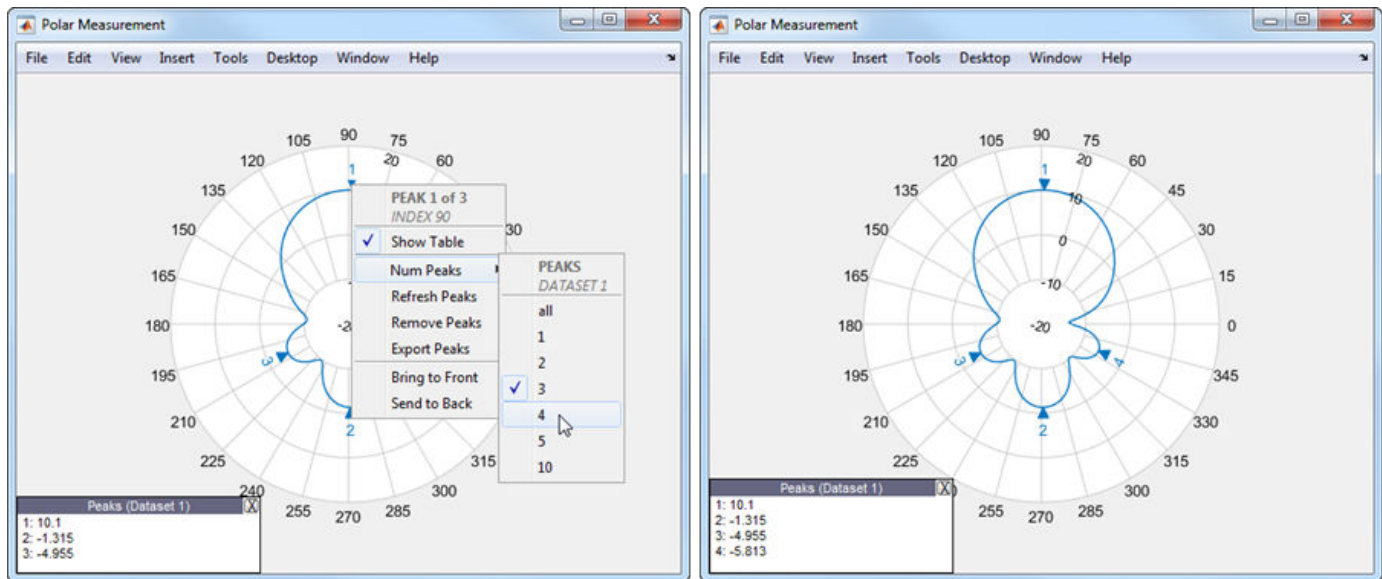 Polar Measurement
File Edit View Insert Tools Desktop Window Help
105 90 75
120 20 60
1
135
PEAK 1 of 3
INDEX 90
150 30
Show Table
Num Peaks
165
Refresh Peaks
180 Remove Peaks
Export Peaks
3
195
Bring to Front
Send to Back
210
2
225 315
240 300
255 270 285
PEAKS
DATASET 1
all
1
2
3
4
5
10
Peaks (Dataset 1) X
1: 10.1
2: -1.315
3: -4.955
Polar Measurement
File Edit View Insert Tools Desktop Window Help
105 90 75
120 20 60
1
135 10 45
150 0 30
165 -10 15
180 -20 0
3 4
195 345
210 330
2
225 315
300
255 270 285
Peaks (Dataset 1) X
1: 10.1
2: -1.315
3: -4.955
4: -5.813